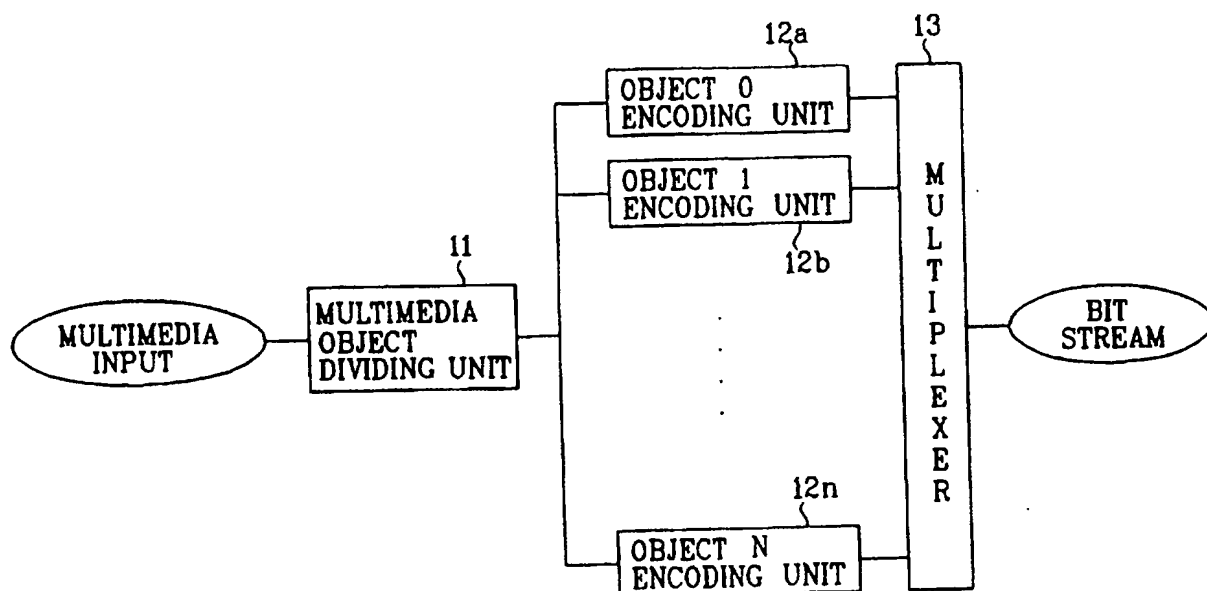 12a
13
OBJECT 0
ENCODING UNIT
OBJECT 1
ENCODING UNIT
12b
11
MULTIMEDIA
INPUT
MULTIMEDIA
OBJECT
DIVIDING UNIT
MULTIPLEXER
BIT
STREAM
12n
OBJECT N
ENCODING UNIT